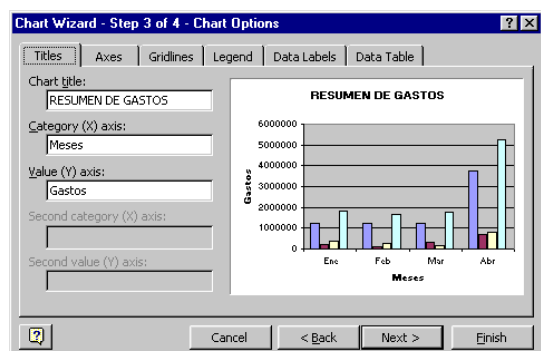 Chart Wizard - Step 3 of 4 - Chart Options
Titles Axes Gridlines Legend Data Labels Data Table
Chart title:
RESUMEN DE GASTOS
Category (X) axis:
Meses
Value (Y) axis:
Gastos
Second category (X) axis:
Second value (Y) axis:
RESUMEN DE GASTOS
6000000
5000000
4000000
3000000
2000000
1000000
0
Gastos
Ene Feb Mar Abr
Meses
Cancel < Back Next > Finish